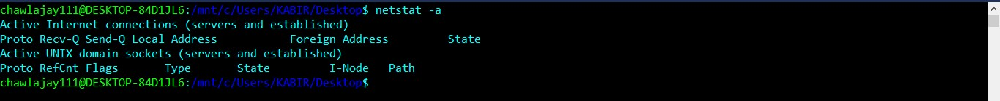 chawlajay111@DESKTOP-84D1JL6:/mnt/c/Users/KABIR/Desktop$ netstat -a
Active Internet connections (servers and established)
Proto Recv-Q Send-Q Local Address           Foreign Address         State
Active UNIX domain sockets (servers and established)
Proto RefCnt Flags       Type       State         I-Node   Path
chawlajay111@DESKTOP-84D1JL6:/mnt/c/Users/KABIR/Desktop$